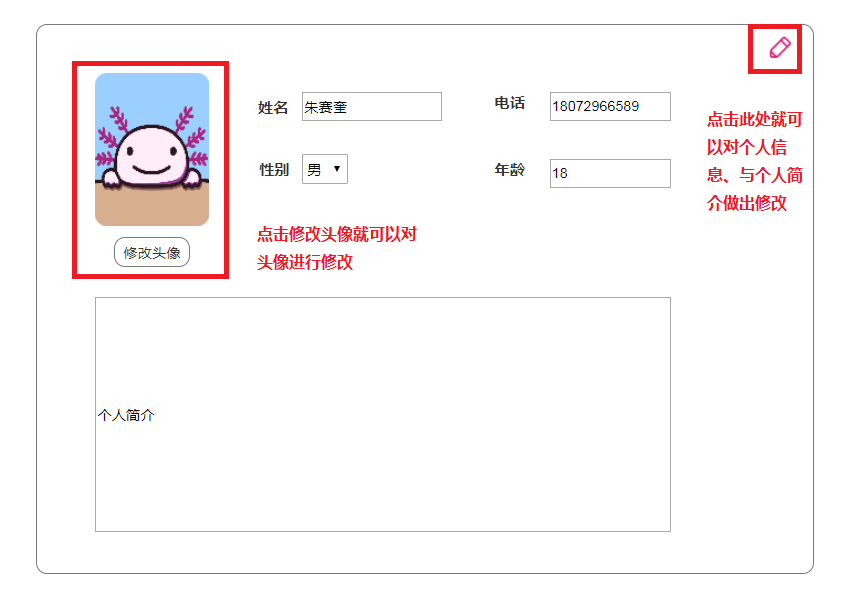 姓名
朱赛奎
电话
18072966589
点击此处就可
以对个人信
息、与个人简
介做出修改
性别
男
年龄
18
点击修改头像就可以对
头像进行修改
修改头像
个人简介